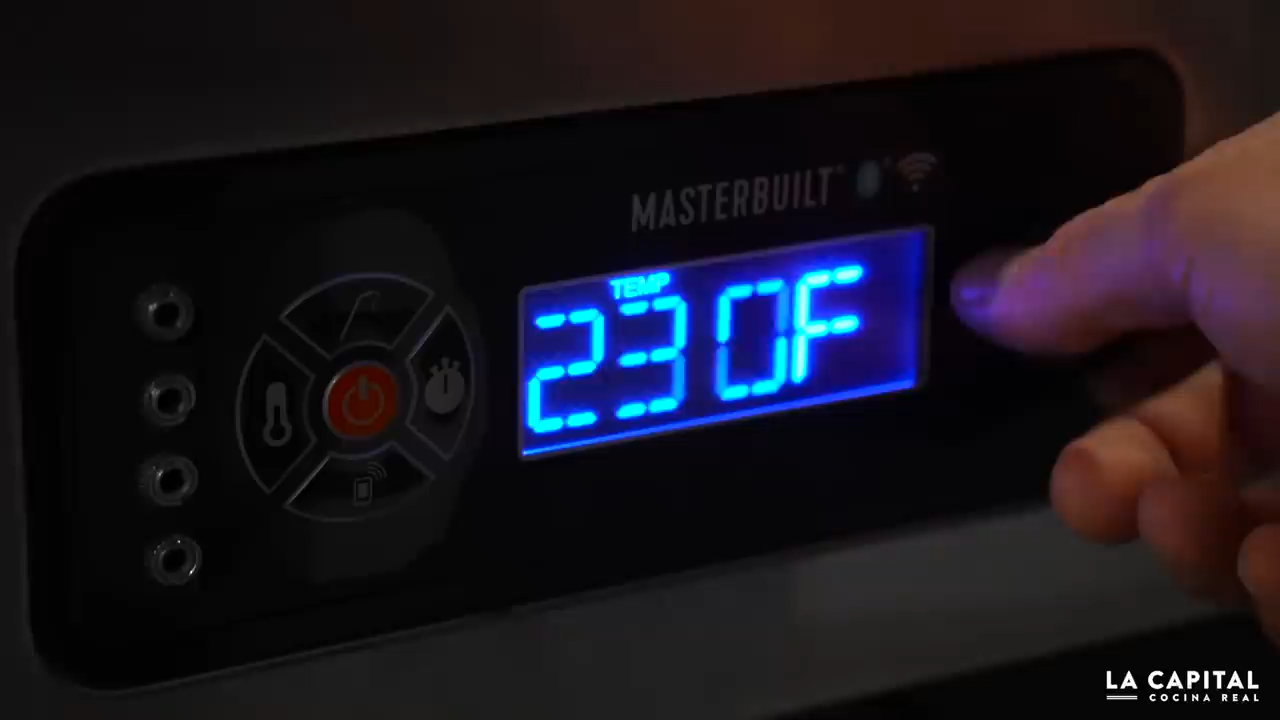 MASTERBUILT
TEMP
230F
LA CAPITAL
COCINA REAL